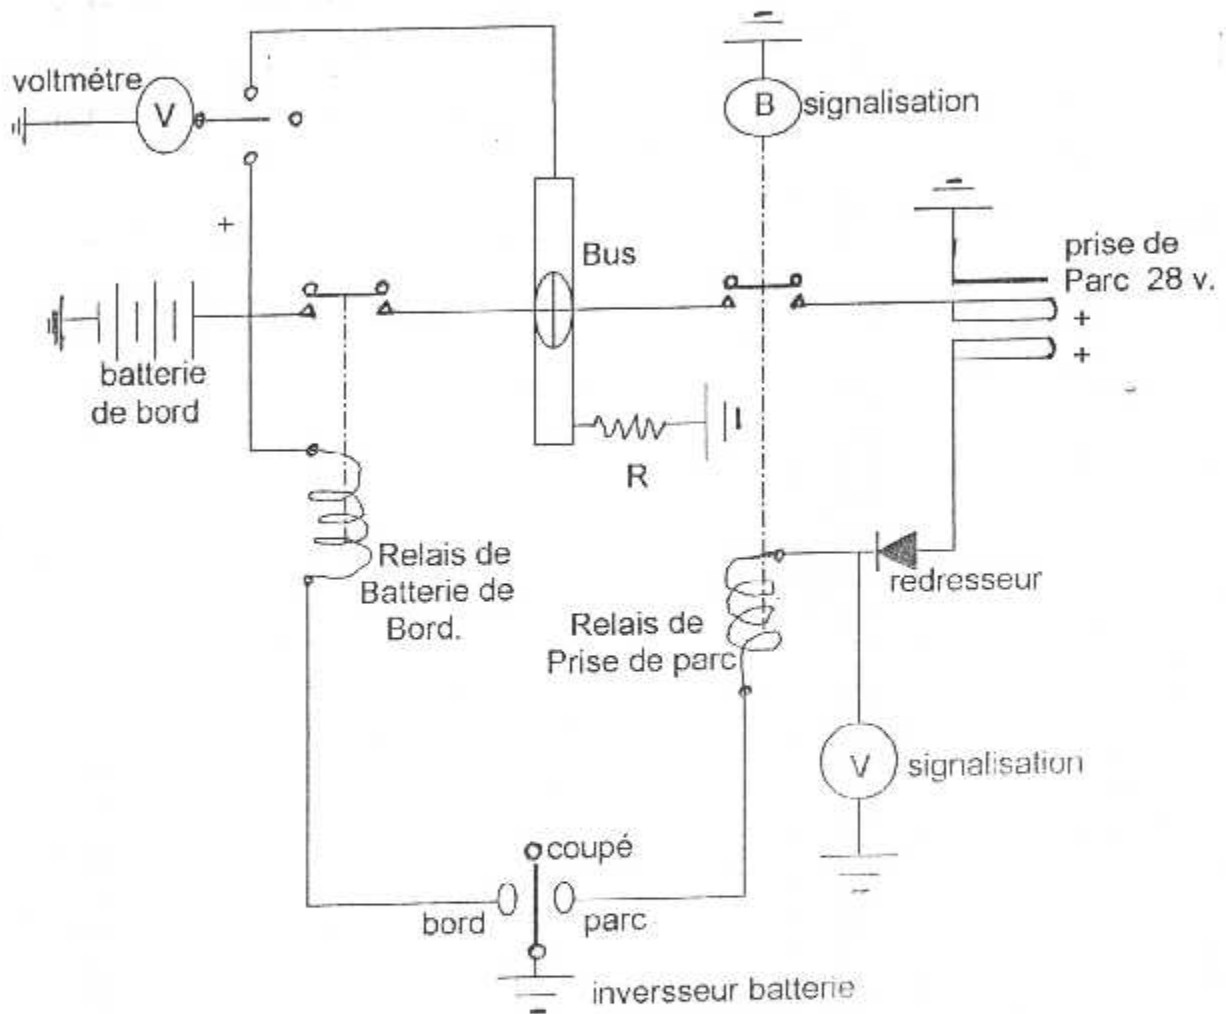 voltmétre
V
B signalisation
+
prise de
Parc 28 v.
+
+
Bus
batterie
de bord
R
Relais de
Batterie de
Bord.
redresseur
Relais de
Prise de parc
V signalisation
coupé
bord
parc
inversseur batterie